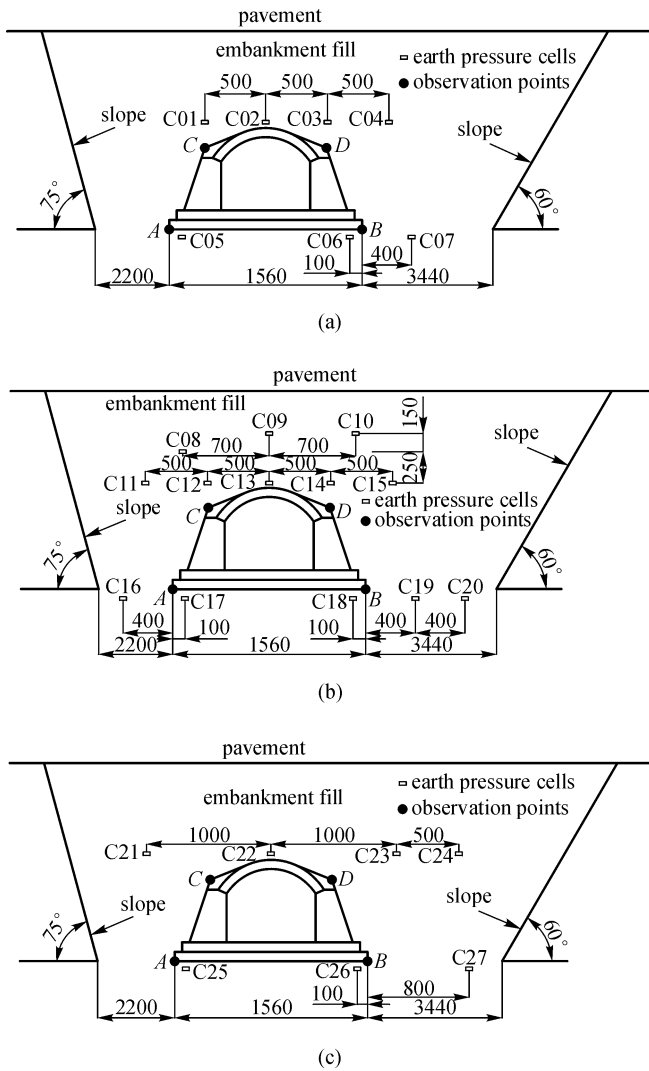 pavement
embankment fill
earth pressure cells
observation points
500 500 500
C01 C02 C03 C04
slope
slope
C D
75°
60°
A B
C05 C06 C07
100 400
2200 1560 3440
(a)
pavement
embankment fill
C09 C10
150
C08
700 700
slope
500 500 500 500
250
C11 C12 C13 C14 C15
earth pressure cells
observation points
slope
C D
75°
60°
C16 A C17 C18 B C19 C20
400 100 100 400 400
2200 1560 3440
(b)
pavement
embankment fill
earth pressure cells
observation points
1000 1000 500
C21 C22 C23 C24
C D
slope
slope
75°
60°
A B
C25 C26 C27
100 800
2200 1560 3440
(c)